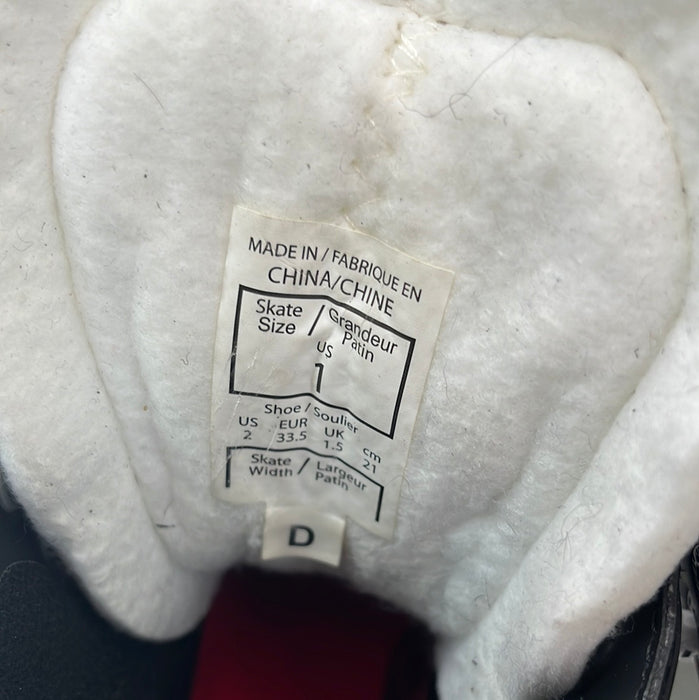 MADE IN / FABRIQUE EN
CHINA/CHINE
Skate Size / Grandeur Patin
US
1
Shoe / Soulier
US EUR UK cm
2 33.5 1.5 21
Skate Width / Largeur Patin
D